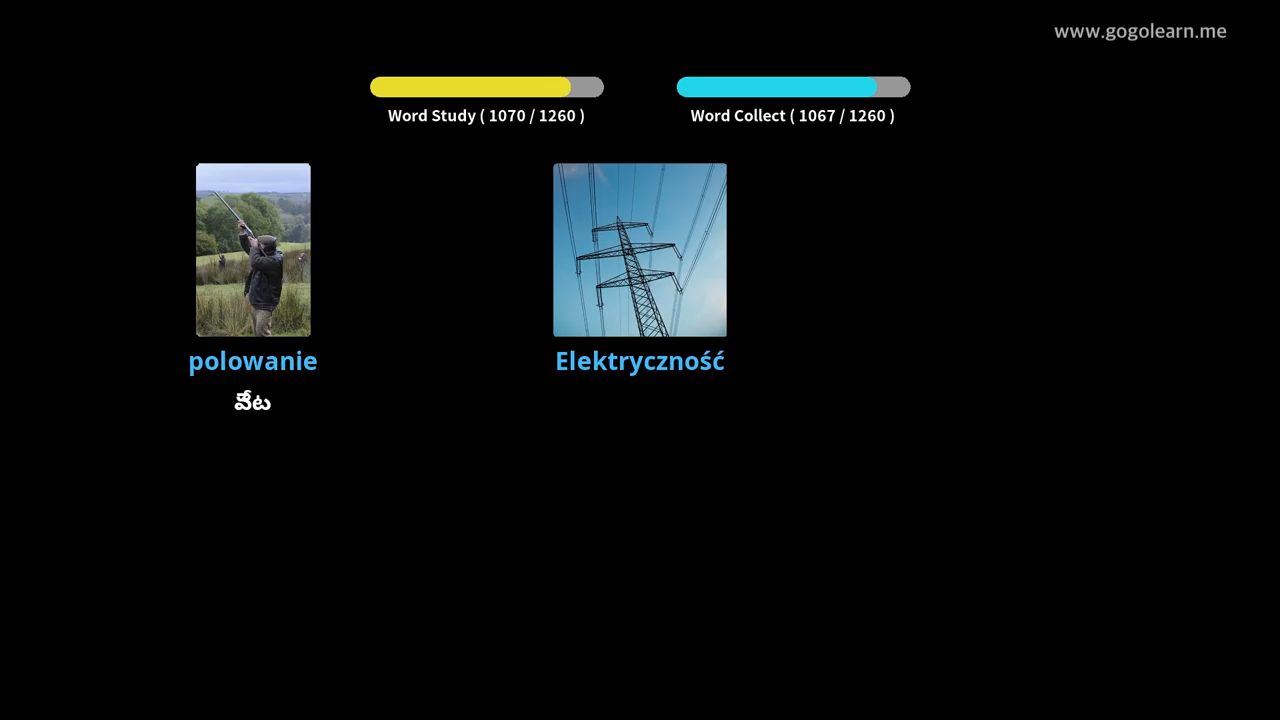 www.gogolearn.me
Word Study ( 1070 / 1260 )
Word Collect ( 1067 / 1260 )
polowanie
Elektryczność
వేట